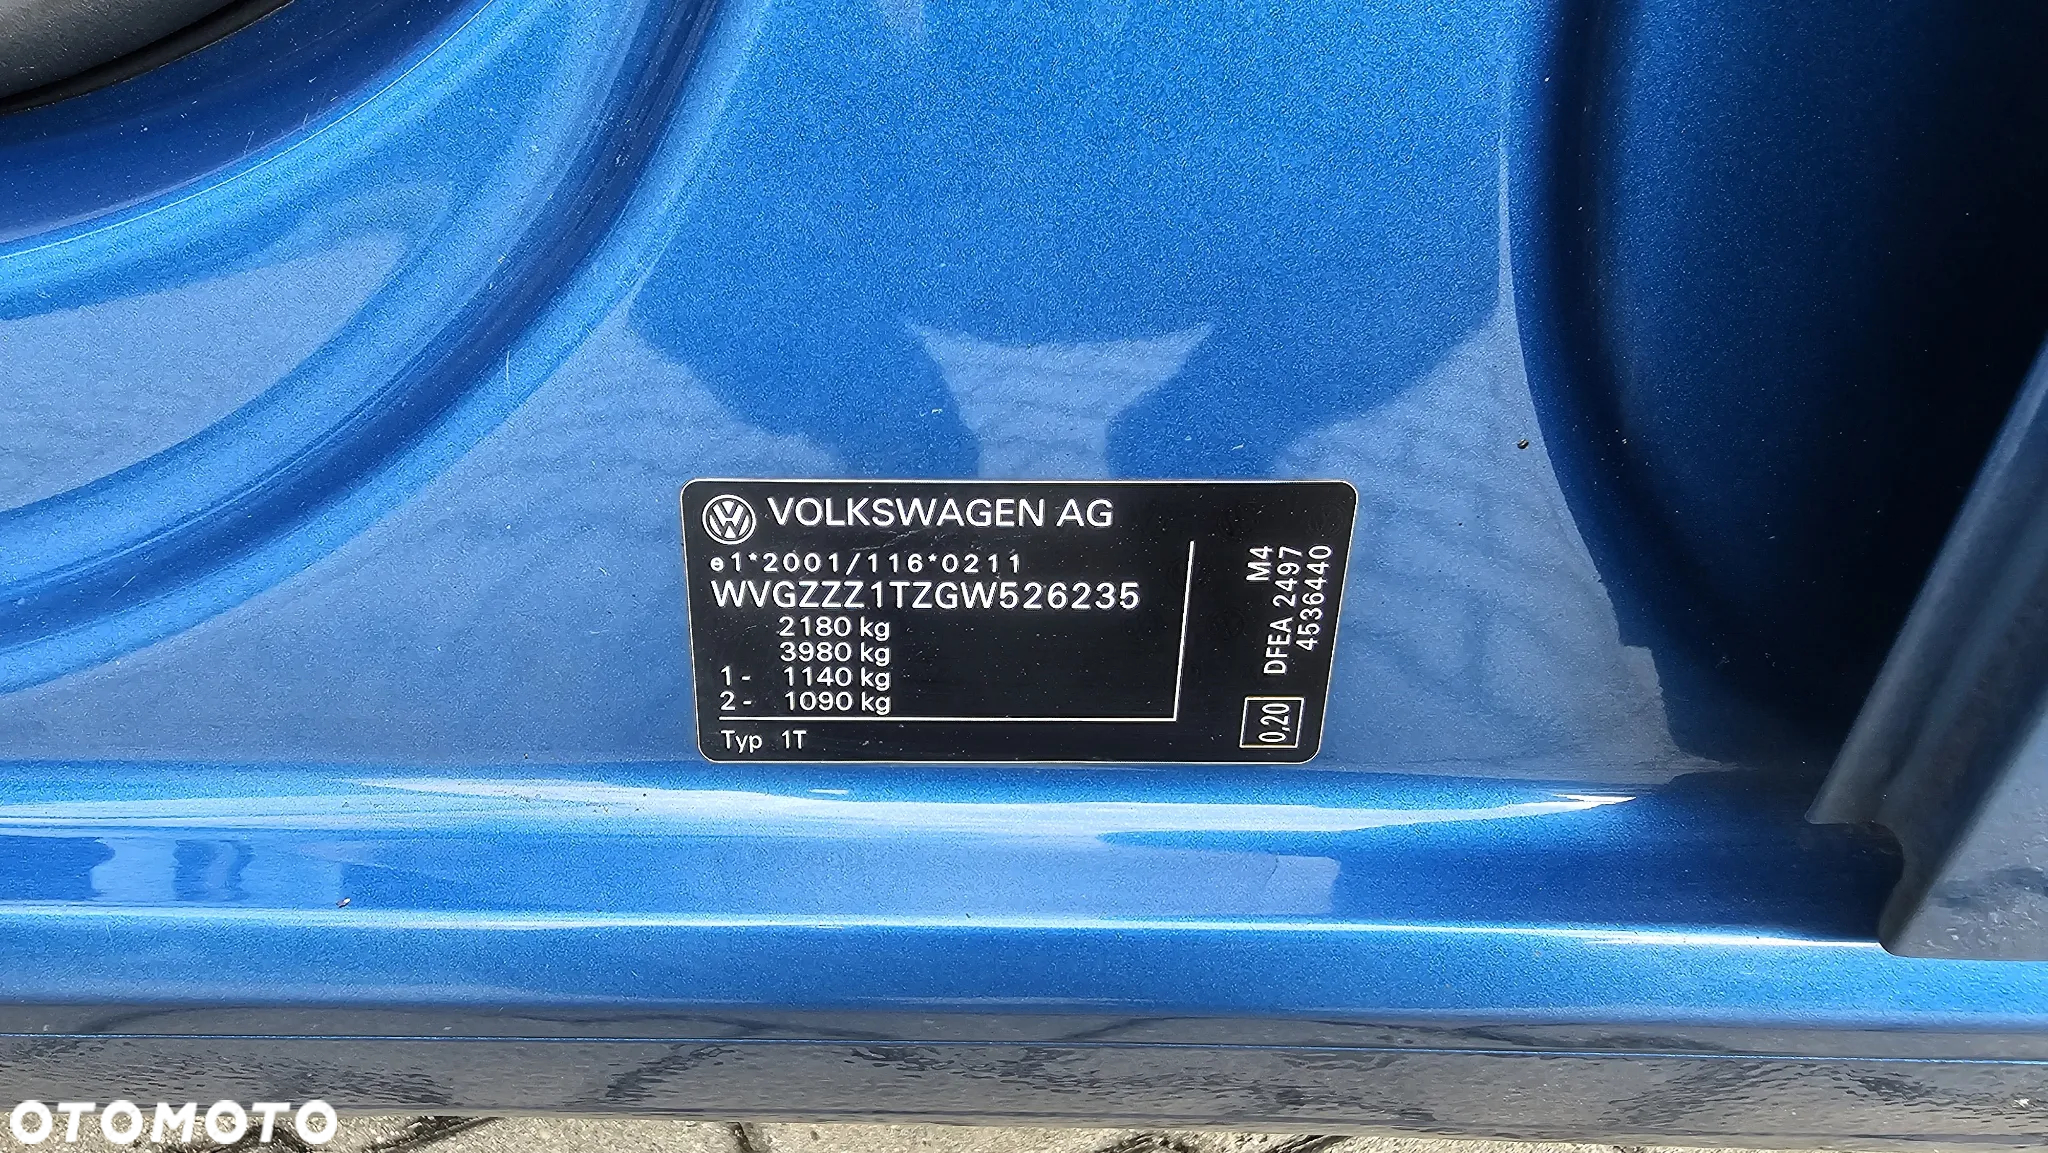 VOLKSWAGEN AG
e1*2001/116*0211
WVGZZZ1TZGW526235
2180 kg
3980 kg
1- 1140 kg
2- 1090 kg
Typ 1T
M4
DFEA 2497
4536440
0,20
OTOMOTO